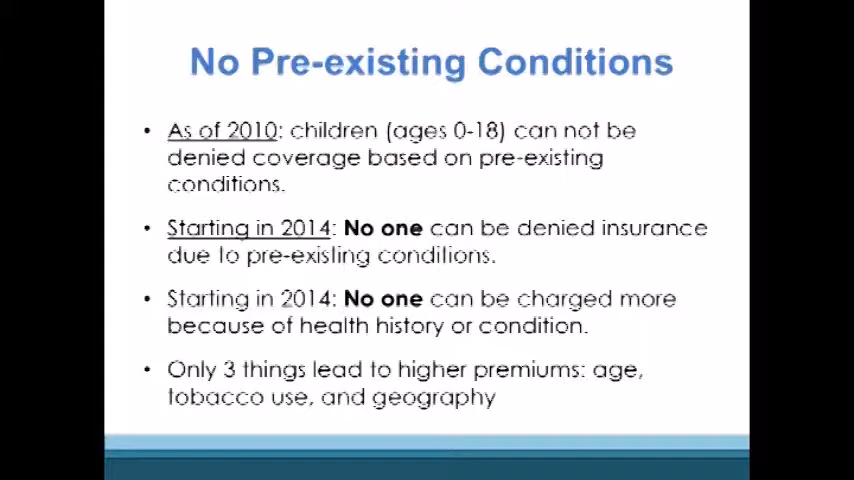 No Pre-existing Conditions
• As of 2010: children (ages 0-18) can not be
denied coverage based on pre-existing
conditions.
• Starting in 2014: No one can be denied insurance
due to pre-existing conditions.
• Starting in 2014: No one can be charged more
because of health history or condition.
• Only 3 things lead to higher premiums: age,
tobacco use, and geography